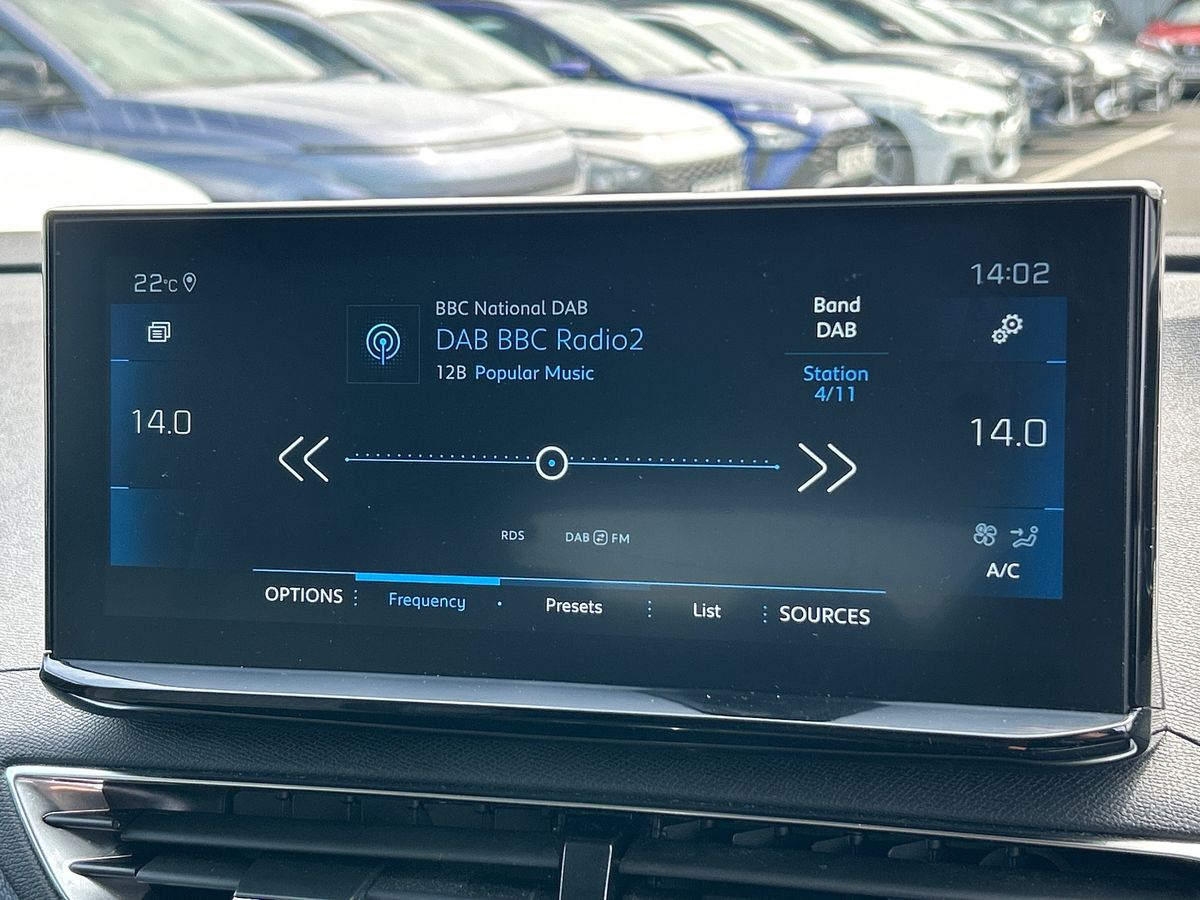 22°C
14:02
BBC National DAB
DAB BBC Radio2
12B Popular Music
Band
DAB
Station
4/11
14.0
14.0
RDS
DAB FM
A/C
OPTIONS
Frequency
Presets
List
SOURCES